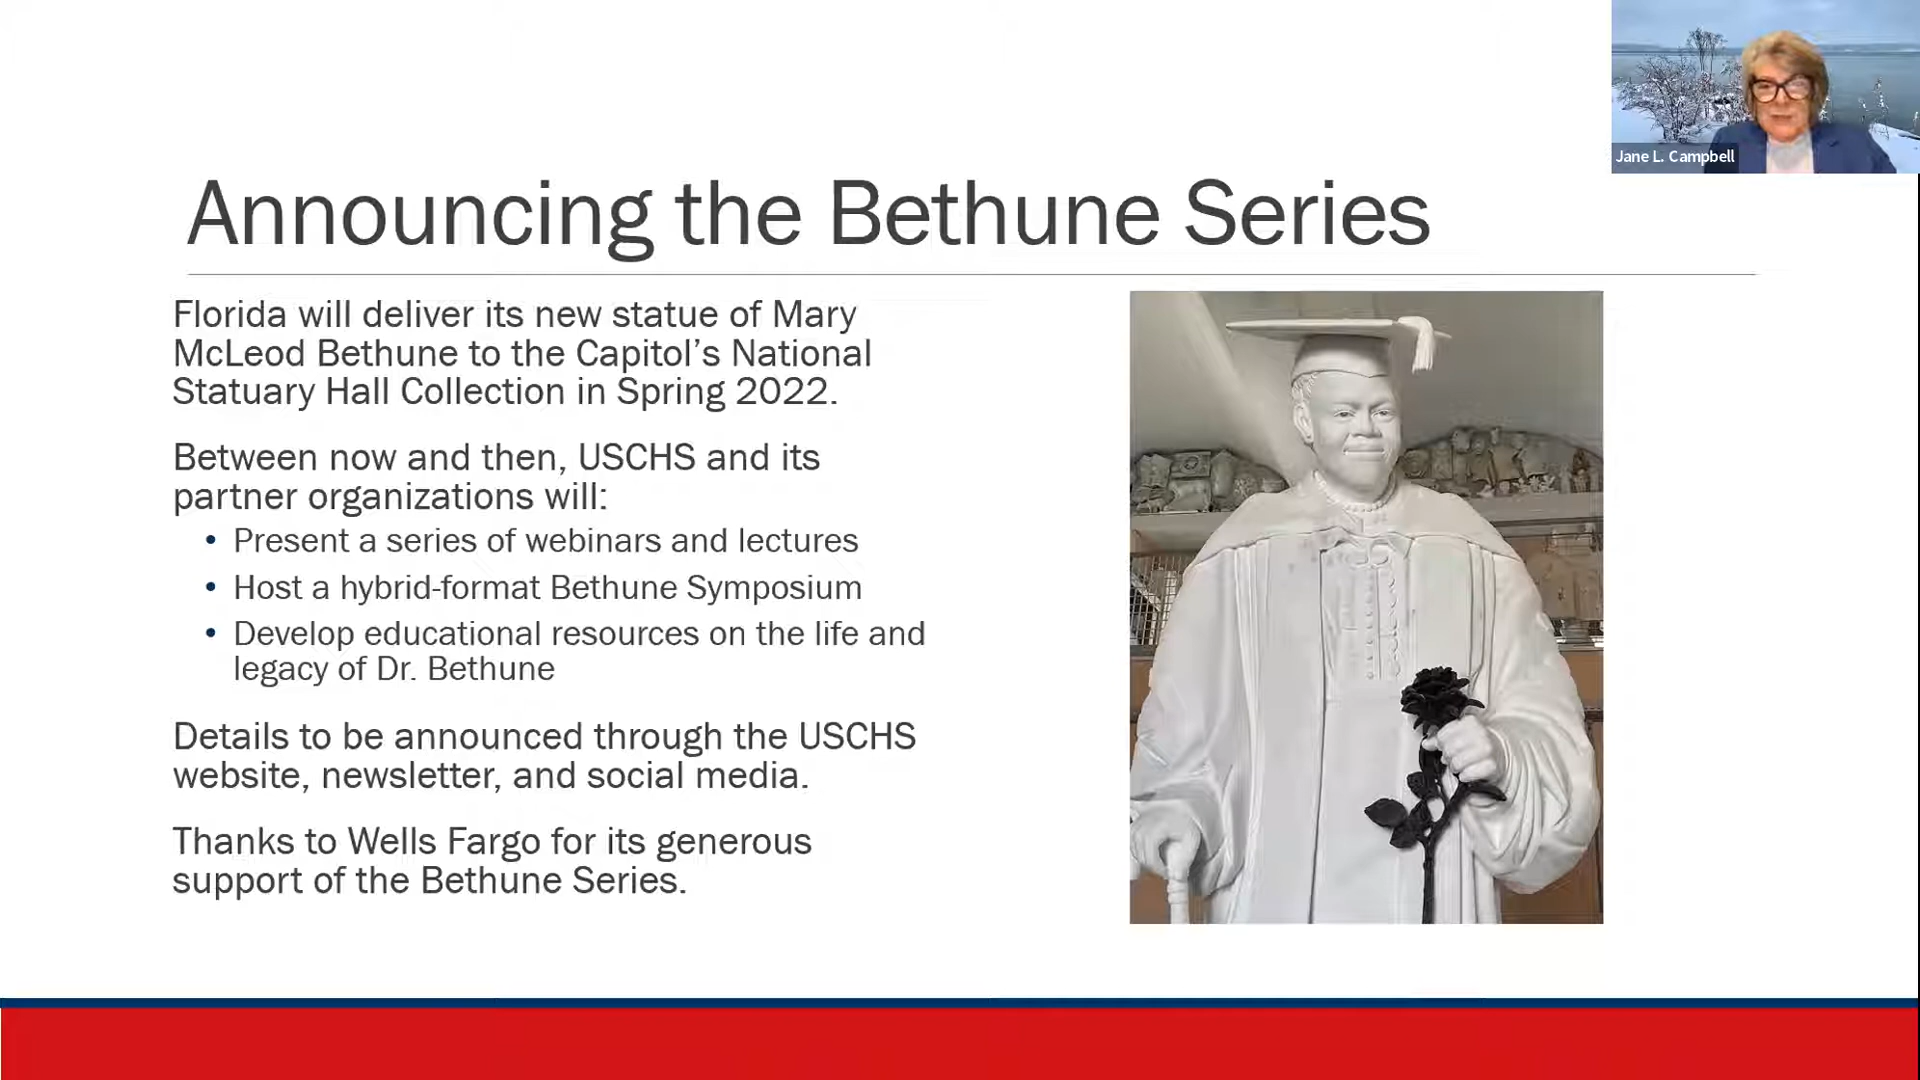 Jane L. Campbell
Announcing the Bethune Series
Florida will deliver its new statue of Mary
McLeod Bethune to the Capitol’s National
Statuary Hall Collection in Spring 2022.
Between now and then, USCHS and its
partner organizations will:
• Present a series of webinars and lectures
• Host a hybrid-format Bethune Symposium
• Develop educational resources on the life and
legacy of Dr. Bethune
Details to be announced through the USCHS
website, newsletter, and social media.
Thanks to Wells Fargo for its generous
support of the Bethune Series.